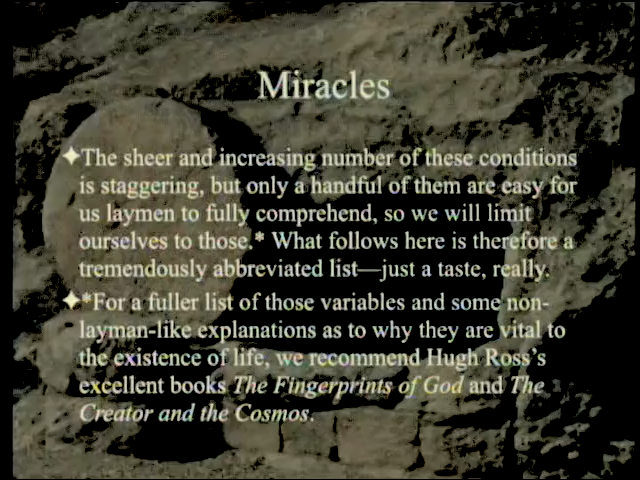 Miracles
✦The sheer and increasing number of these conditions
is staggering, but only a handful of them are easy for
us laymen to fully comprehend, so we will limit
ourselves to those.* What follows here is therefore a
tremendously abbreviated list—just a taste, really.
✦*For a fuller list of those variables and some non-
layman-like explanations as to why they are vital to
the existence of life, we recommend Hugh Ross's
excellent books The Fingerprints of God and The
Creator and the Cosmos.